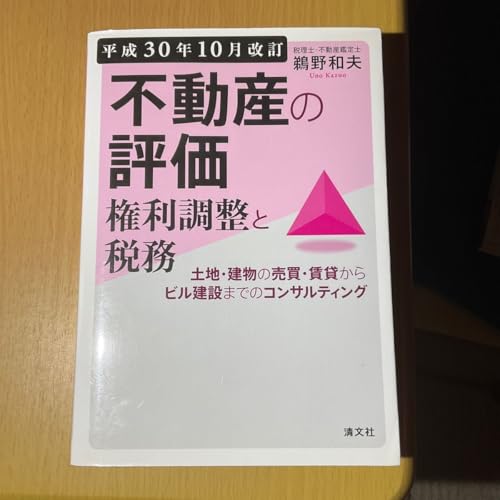 平成30年10月改訂
税理士・不動産鑑定士
鵜野和夫
Uno Kazuo
不動産の
評価
権利調整と
税務
土地・建物の売買・賃貸から
ビル建設までのコンサルティング
清文社